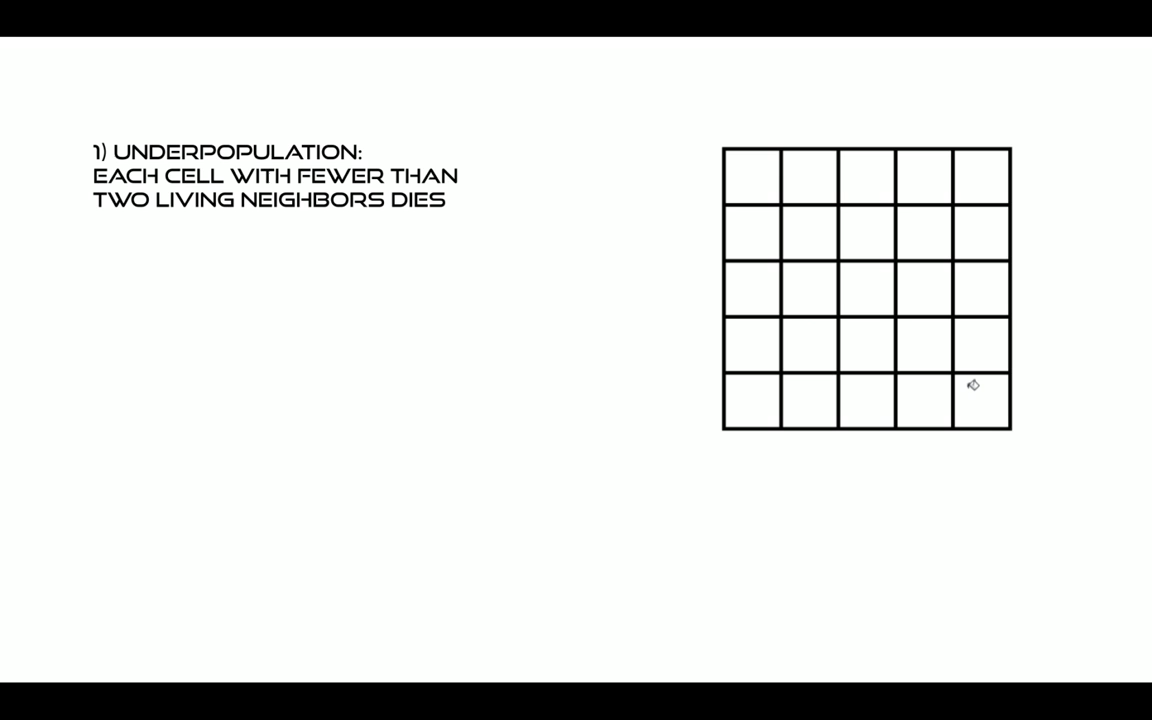 1) UNDERPOPULATION:
EACH CELL WITH FEWER THAN
TWO LIVING NEIGHBORS DIES